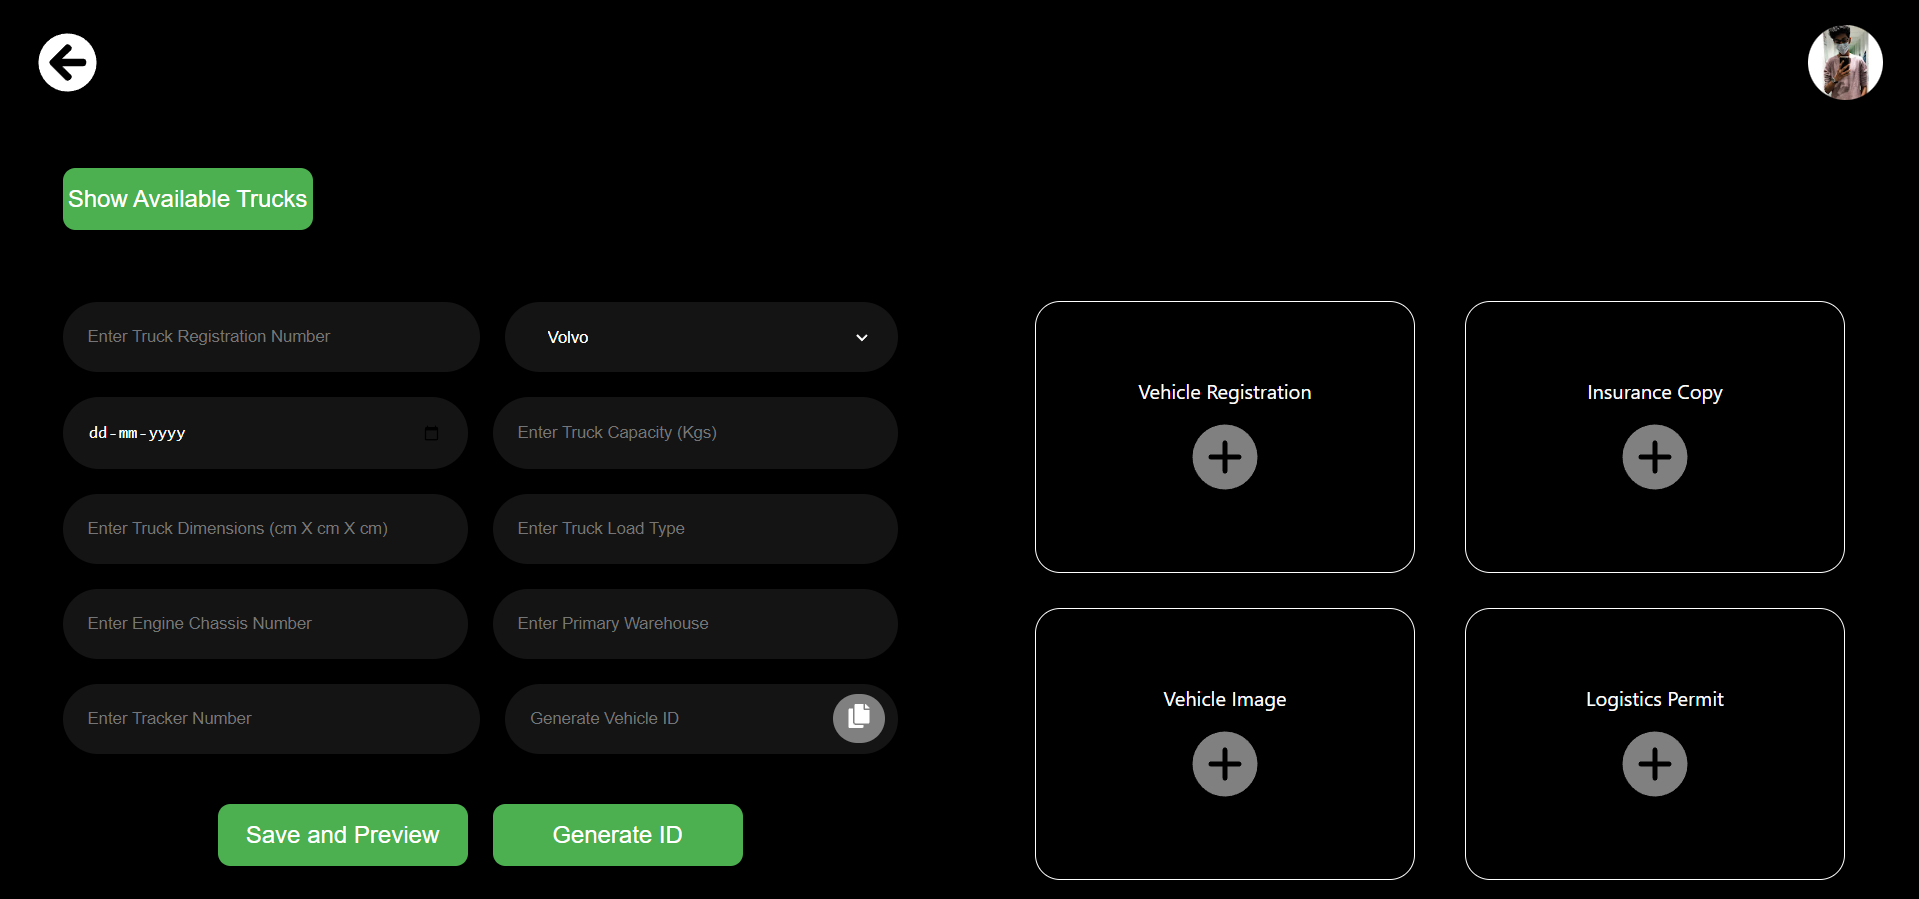 Show Available Trucks
Enter Truck Registration Number
Volvo
dd-mm-yyyy
Enter Truck Capacity (Kgs)
Enter Truck Dimensions (cm X cm X cm)
Enter Truck Load Type
Enter Engine Chassis Number
Enter Primary Warehouse
Enter Tracker Number
Generate Vehicle ID
Save and Preview
Generate ID
Vehicle Registration
Insurance Copy
Vehicle Image
Logistics Permit